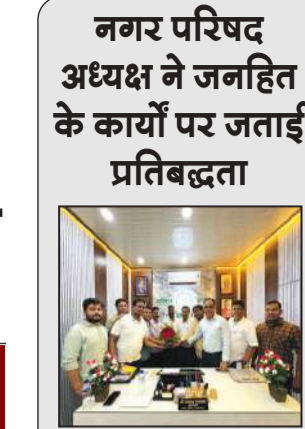 नगर परिषद
अध्यक्ष ने जनहित
के कार्यों पर जताई
प्रतिबद्धता